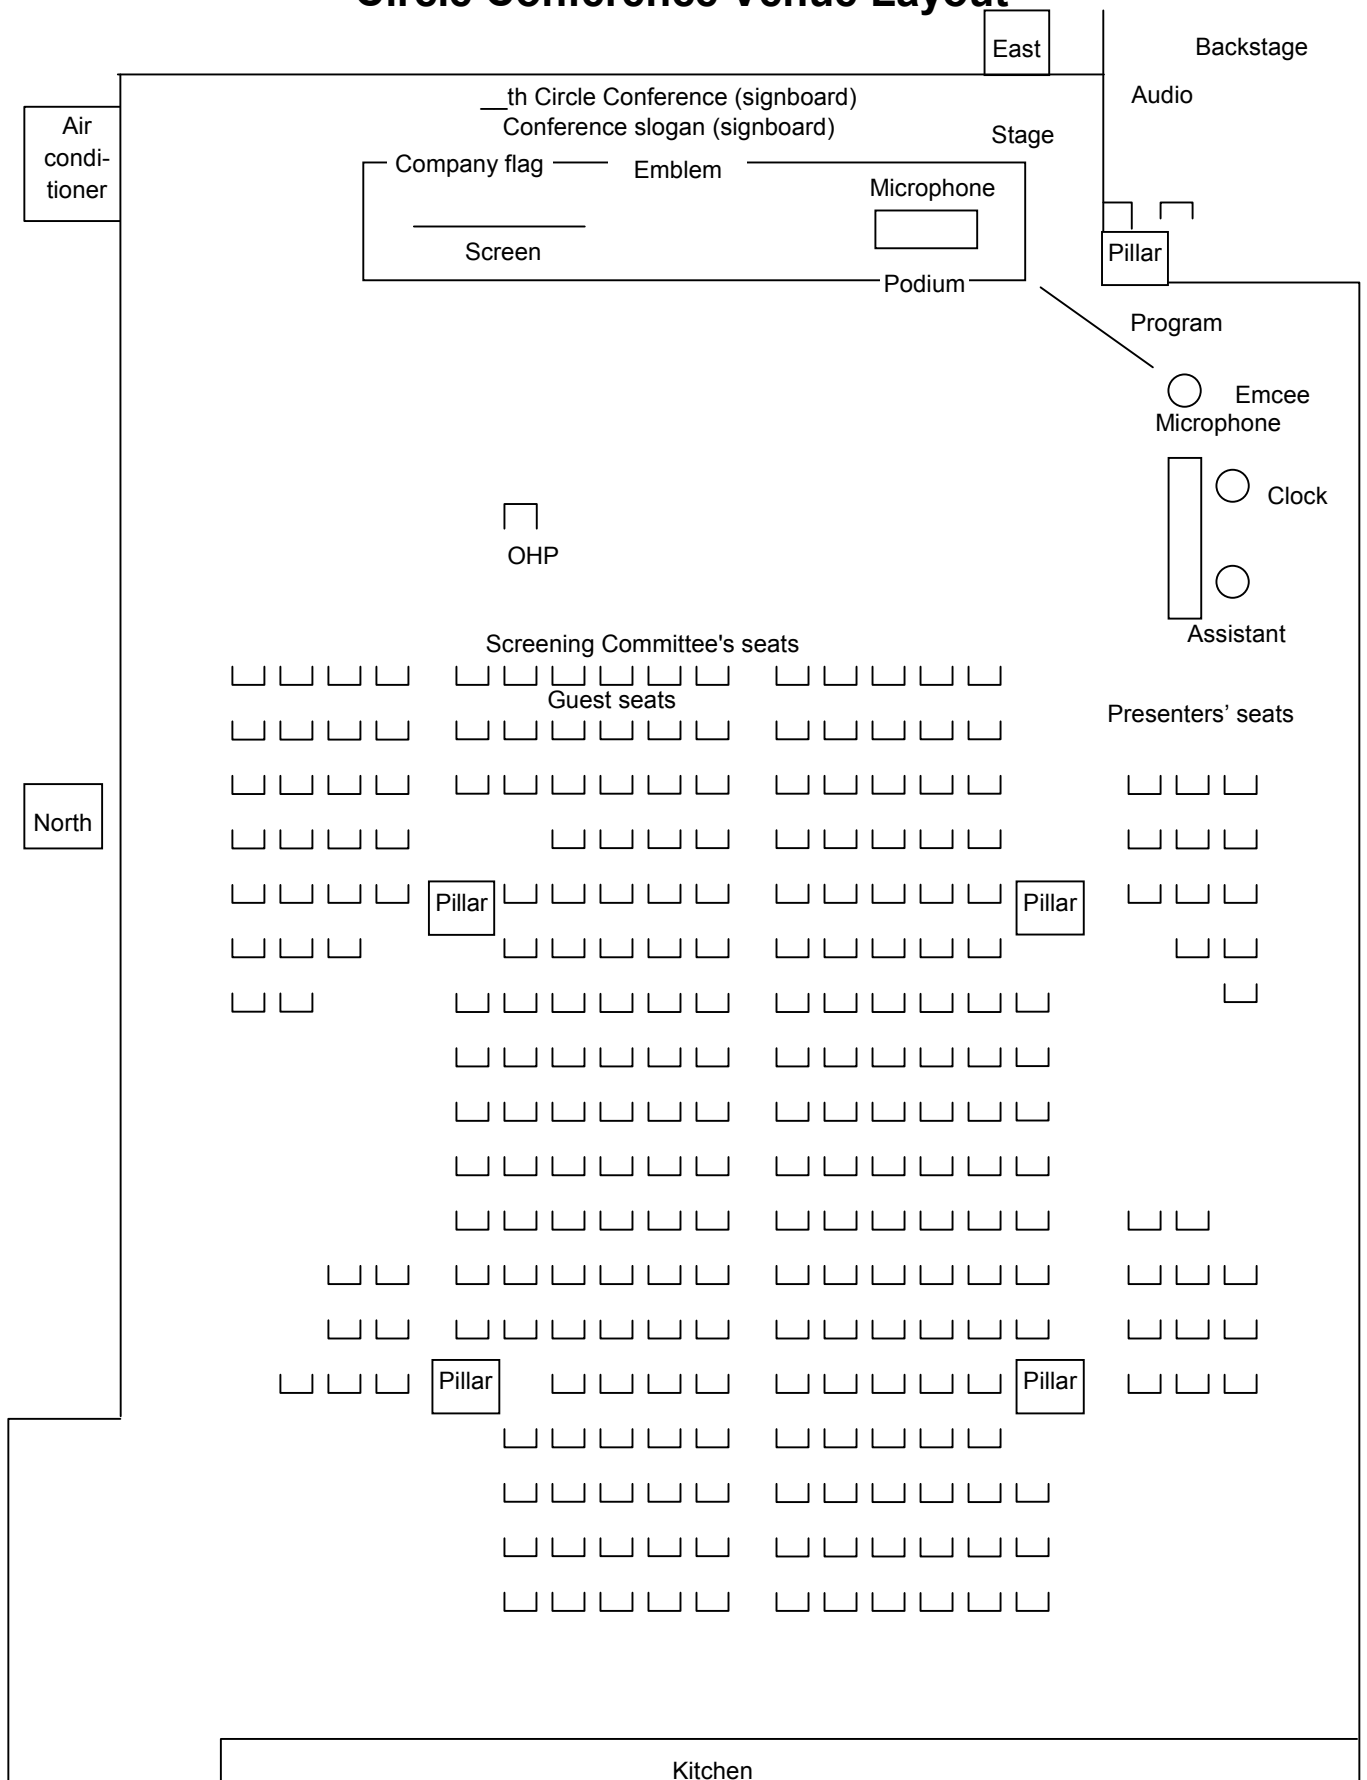 Circle Conference Venue Layout
East
Backstage
Audio
__th Circle Conference (signboard)
Conference slogan (signboard)
Stage
Air
condi-
tioner
Company flag
Emblem
Microphone
Screen
Podium
Pillar
Program
Emcee
Microphone
Clock
OHP
Assistant
Screening Committee's seats
Guest seats
Presenters’ seats
North
Pillar
Pillar
Pillar
Pillar
Kitchen